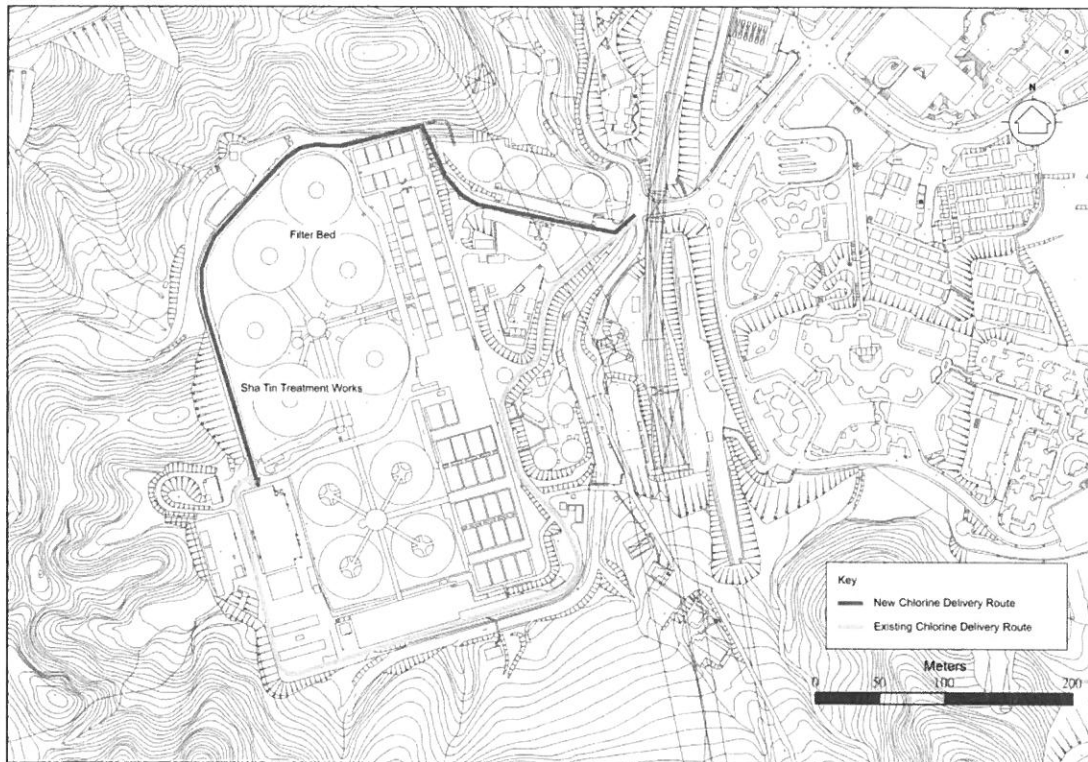 N
Filter Bed
Sha Tin Treatment Works
Key
New Chlorine Delivery Route
Existing Chlorine Delivery Route
Meters
0 50 100 200